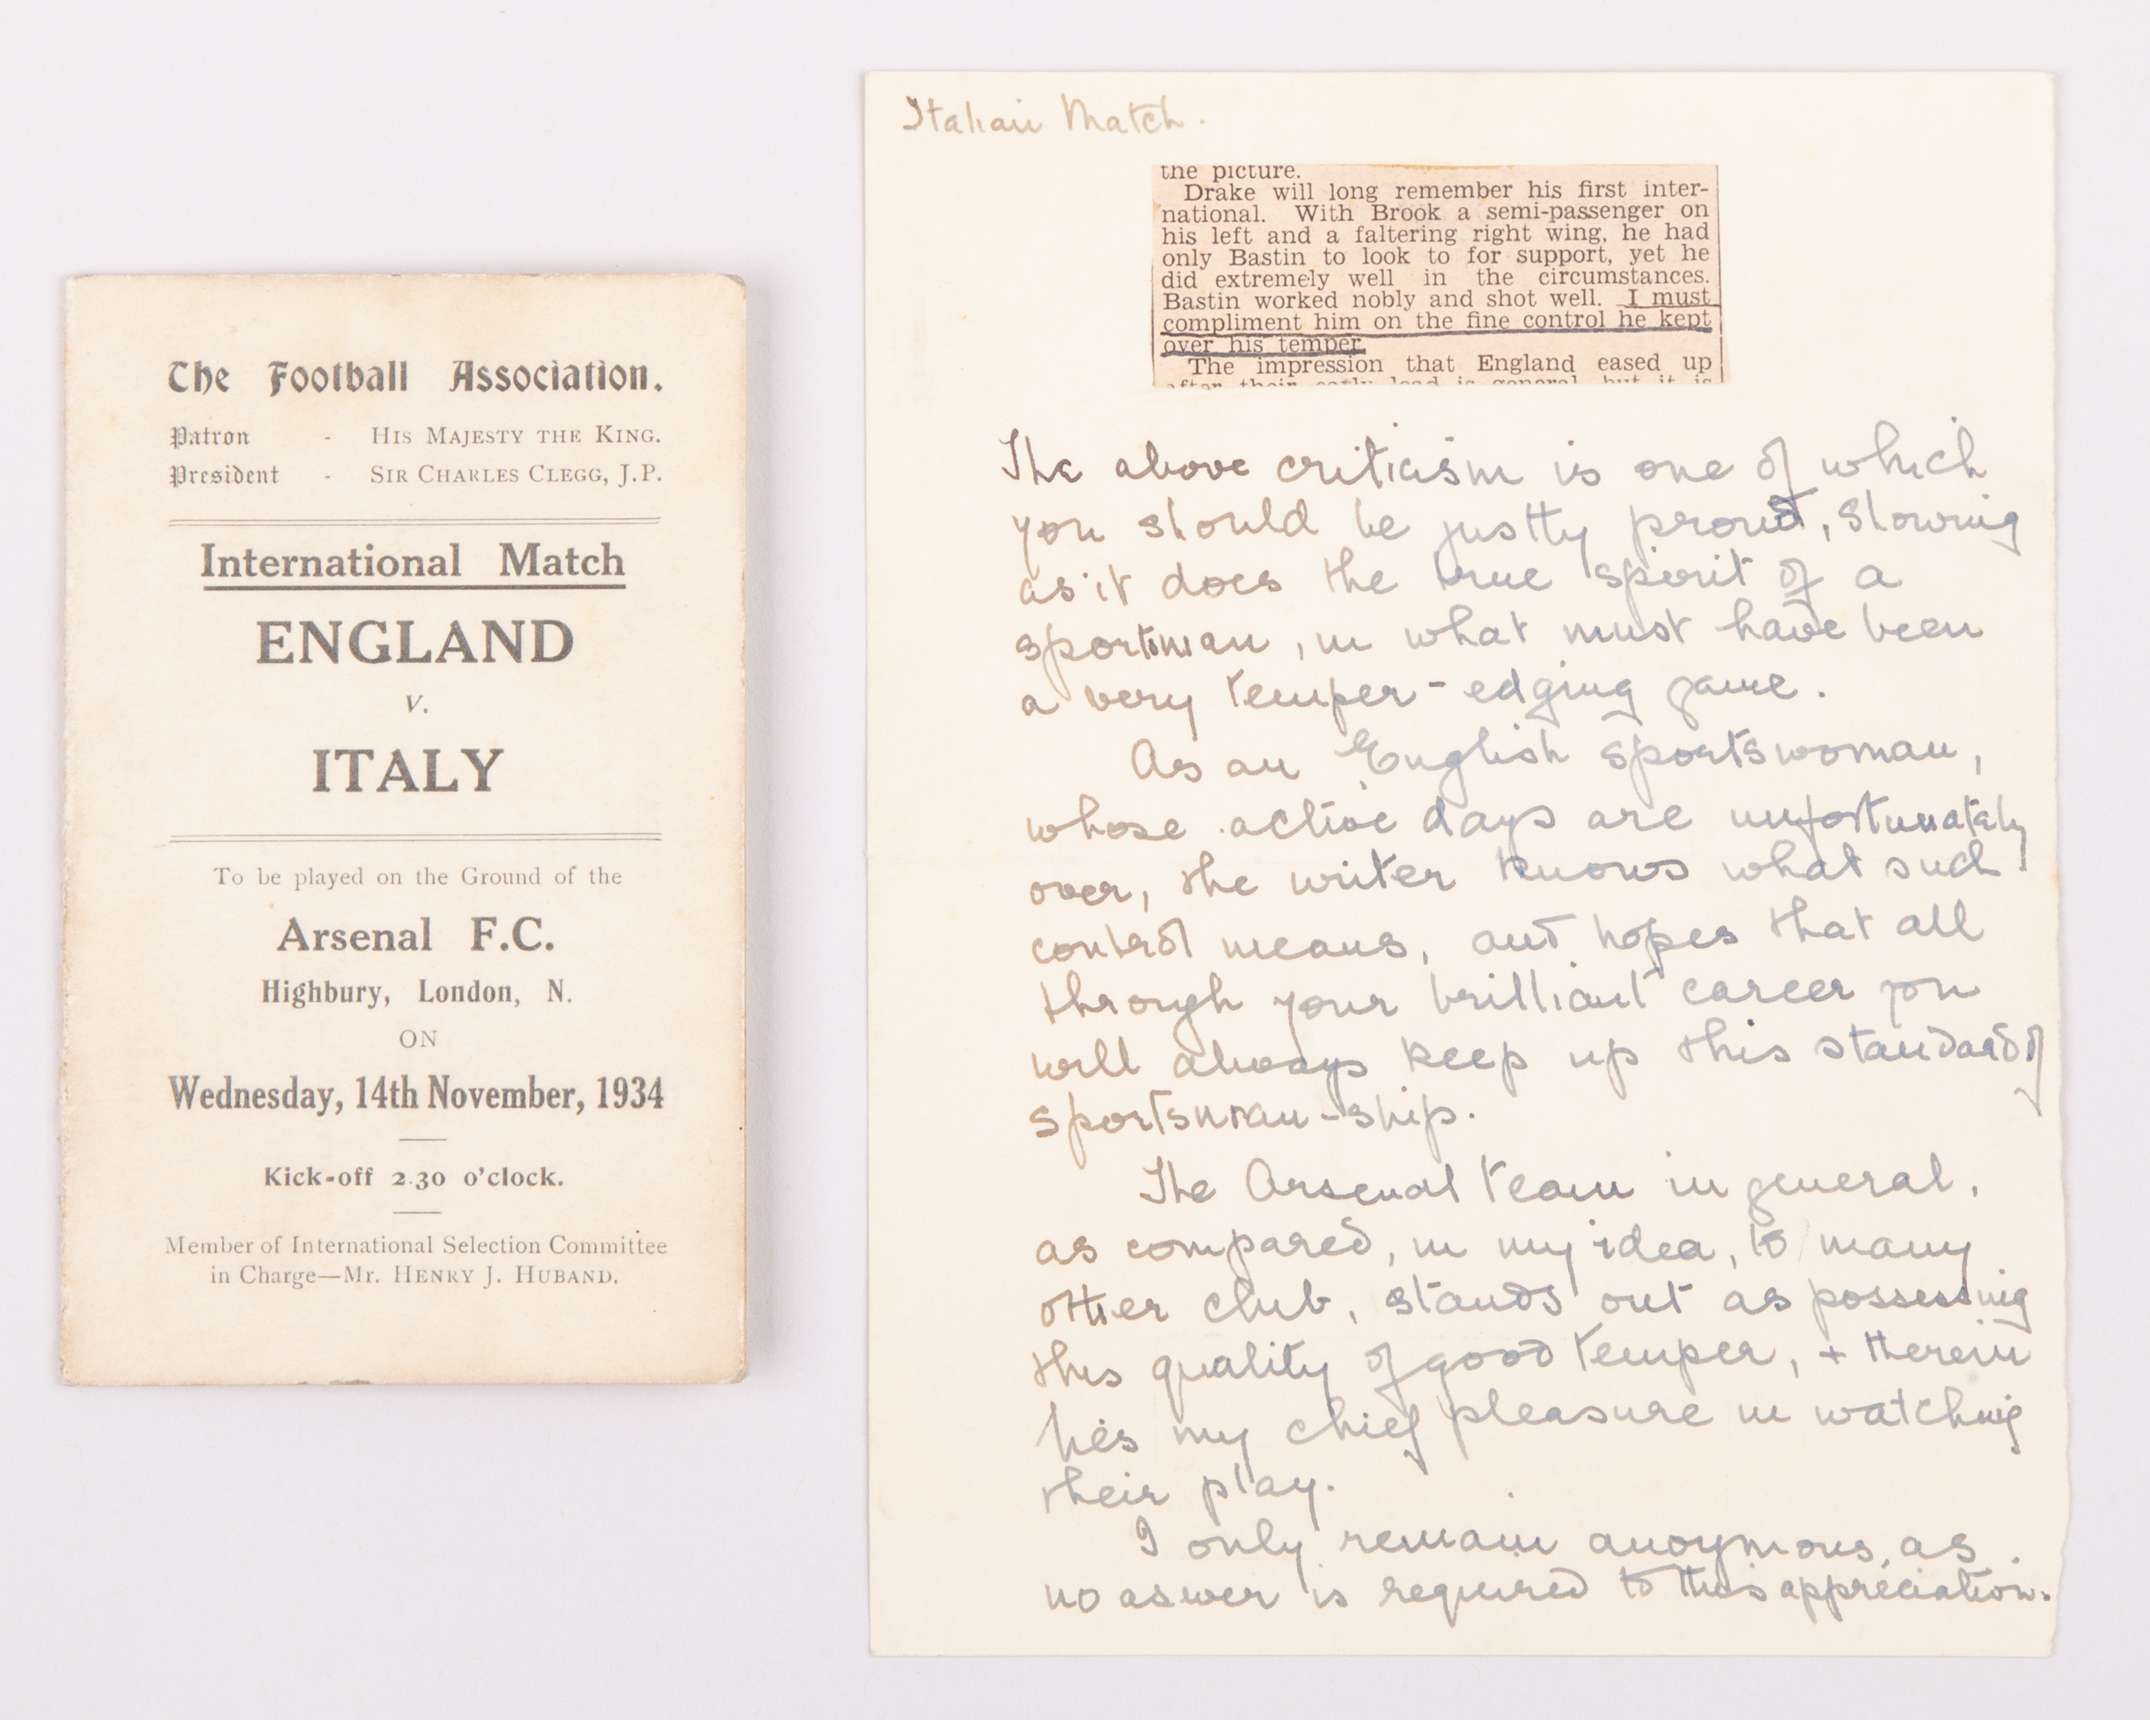 The Football Association.
Patron - HIS MAJESTY THE KING.
President - SIR CHARLES CLEGG, J.P.
International Match
ENGLAND
v.
ITALY
To be played on the Ground of the
Arsenal F.C.
Highbury, London, N.
ON
Wednesday, 14th November, 1934
Kick-off 2.30 o'clock.
Member of International Selection Committee
in Charge—Mr. HENRY J. HUBAND.
Italian Match.
the picture.
Drake will long remember his first inter-
national. With Brook a semi-passenger on
his left and a faltering right wing, he had
only Bastin to look to for support, yet he
did extremely well in the circumstances.
Bastin worked nobly and shot well. I must
compliment him on the fine control he kept
over his temper.
The impression that England eased up
after their early lead is general, but it is
The above criticism is one of which
you should be justly proud, showing
as it does the true spirit of a
sportsman, in what must have been
a very temper-edging game.
As an English sportswoman,
whose active days are unfortunately
over, the writer knows what such
control means, and hopes that all
through your brilliant career you
will always keep up this standard of
sportsman-ship.
The Arsenal team in general,
as compared, in my idea, to many
other club, stands out as possessing
this quality of good temper, + therein
lies my chief pleasure in watching
their play.
I only remain anoymous, as
no aswer is required to this appreciation.